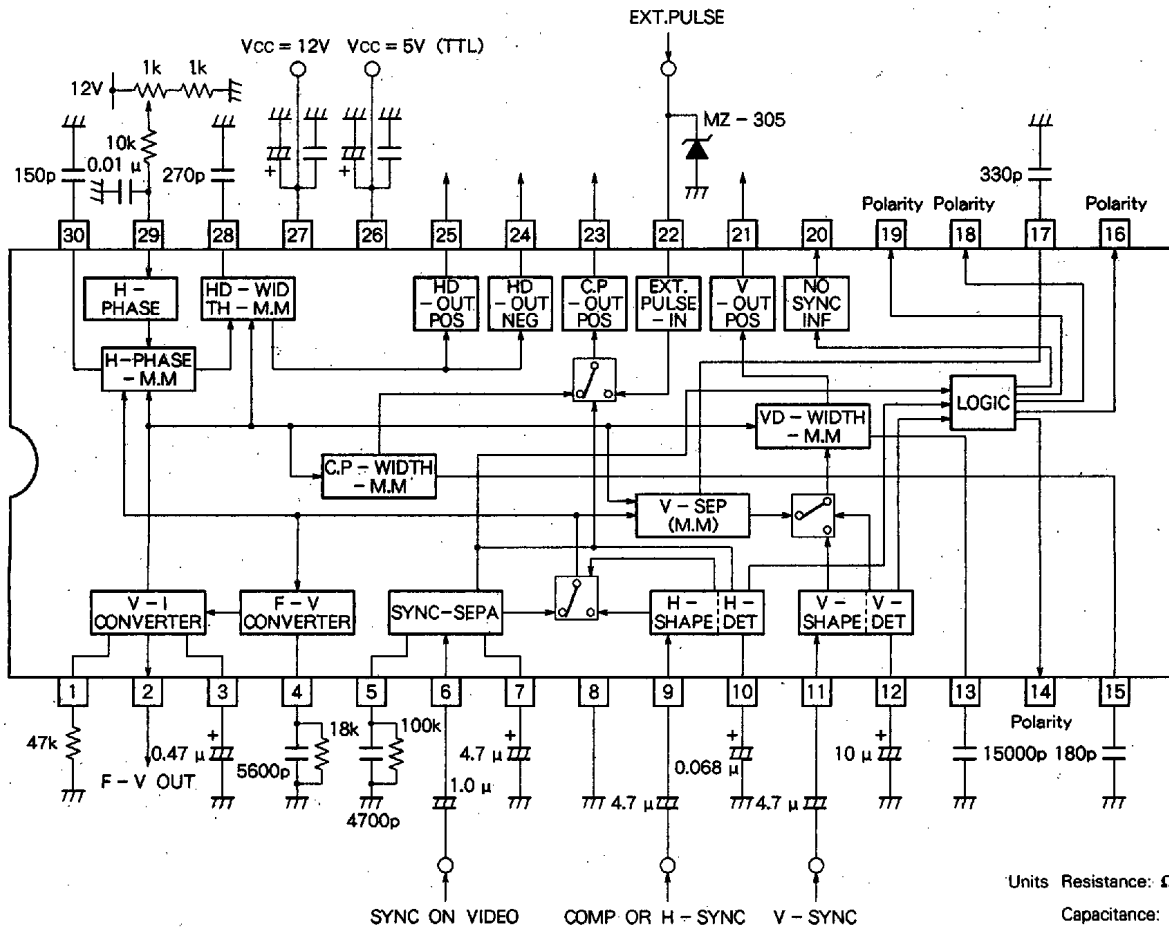 EXT.PULSE
Vcc = 12V Vcc = 5V (TTL)
1k 1k
12V
10k
MZ- 305
0.01 μ
150p
270p
330p
Polarity Polarity Polarity
30 29 28 27 26 25 24 23 22 21 20 19 18 17 16
H -
PHASE
HD - WID
TH - M.M
HD
- OUT
POS
HD
- OUT
NEG
C.P
- OUT
POS
EXT.
PULSE
- IN
V
- OUT
POS
NO
SYNC
INF
H - PHASE
- M.M
LOGIC
VD - WIDTH
- M.M
C.P - WIDTH
- M.M
V - SEP
(M.M)
V - I
CONVERTER
F - V
CONVERTER
SYNC-SEPA
H -
SHAPE
H -
DET
V -
SHAPE
V -
DET
1 2 3 4 5 6 7 8 9 10 11 12 13 14 15
Polarity
47k
F - V OUT
+
0.47 μ
5600p
18k
4700p
100k
1.0 μ
+
4.7 μ
4.7 μ
+
0.068 μ
4.7 μ
+
10 μ
15000p
180p
SYNC ON VIDEO
COMP OR H - SYNC
V - SYNC
Units Resistance: Ω
Capacitance: